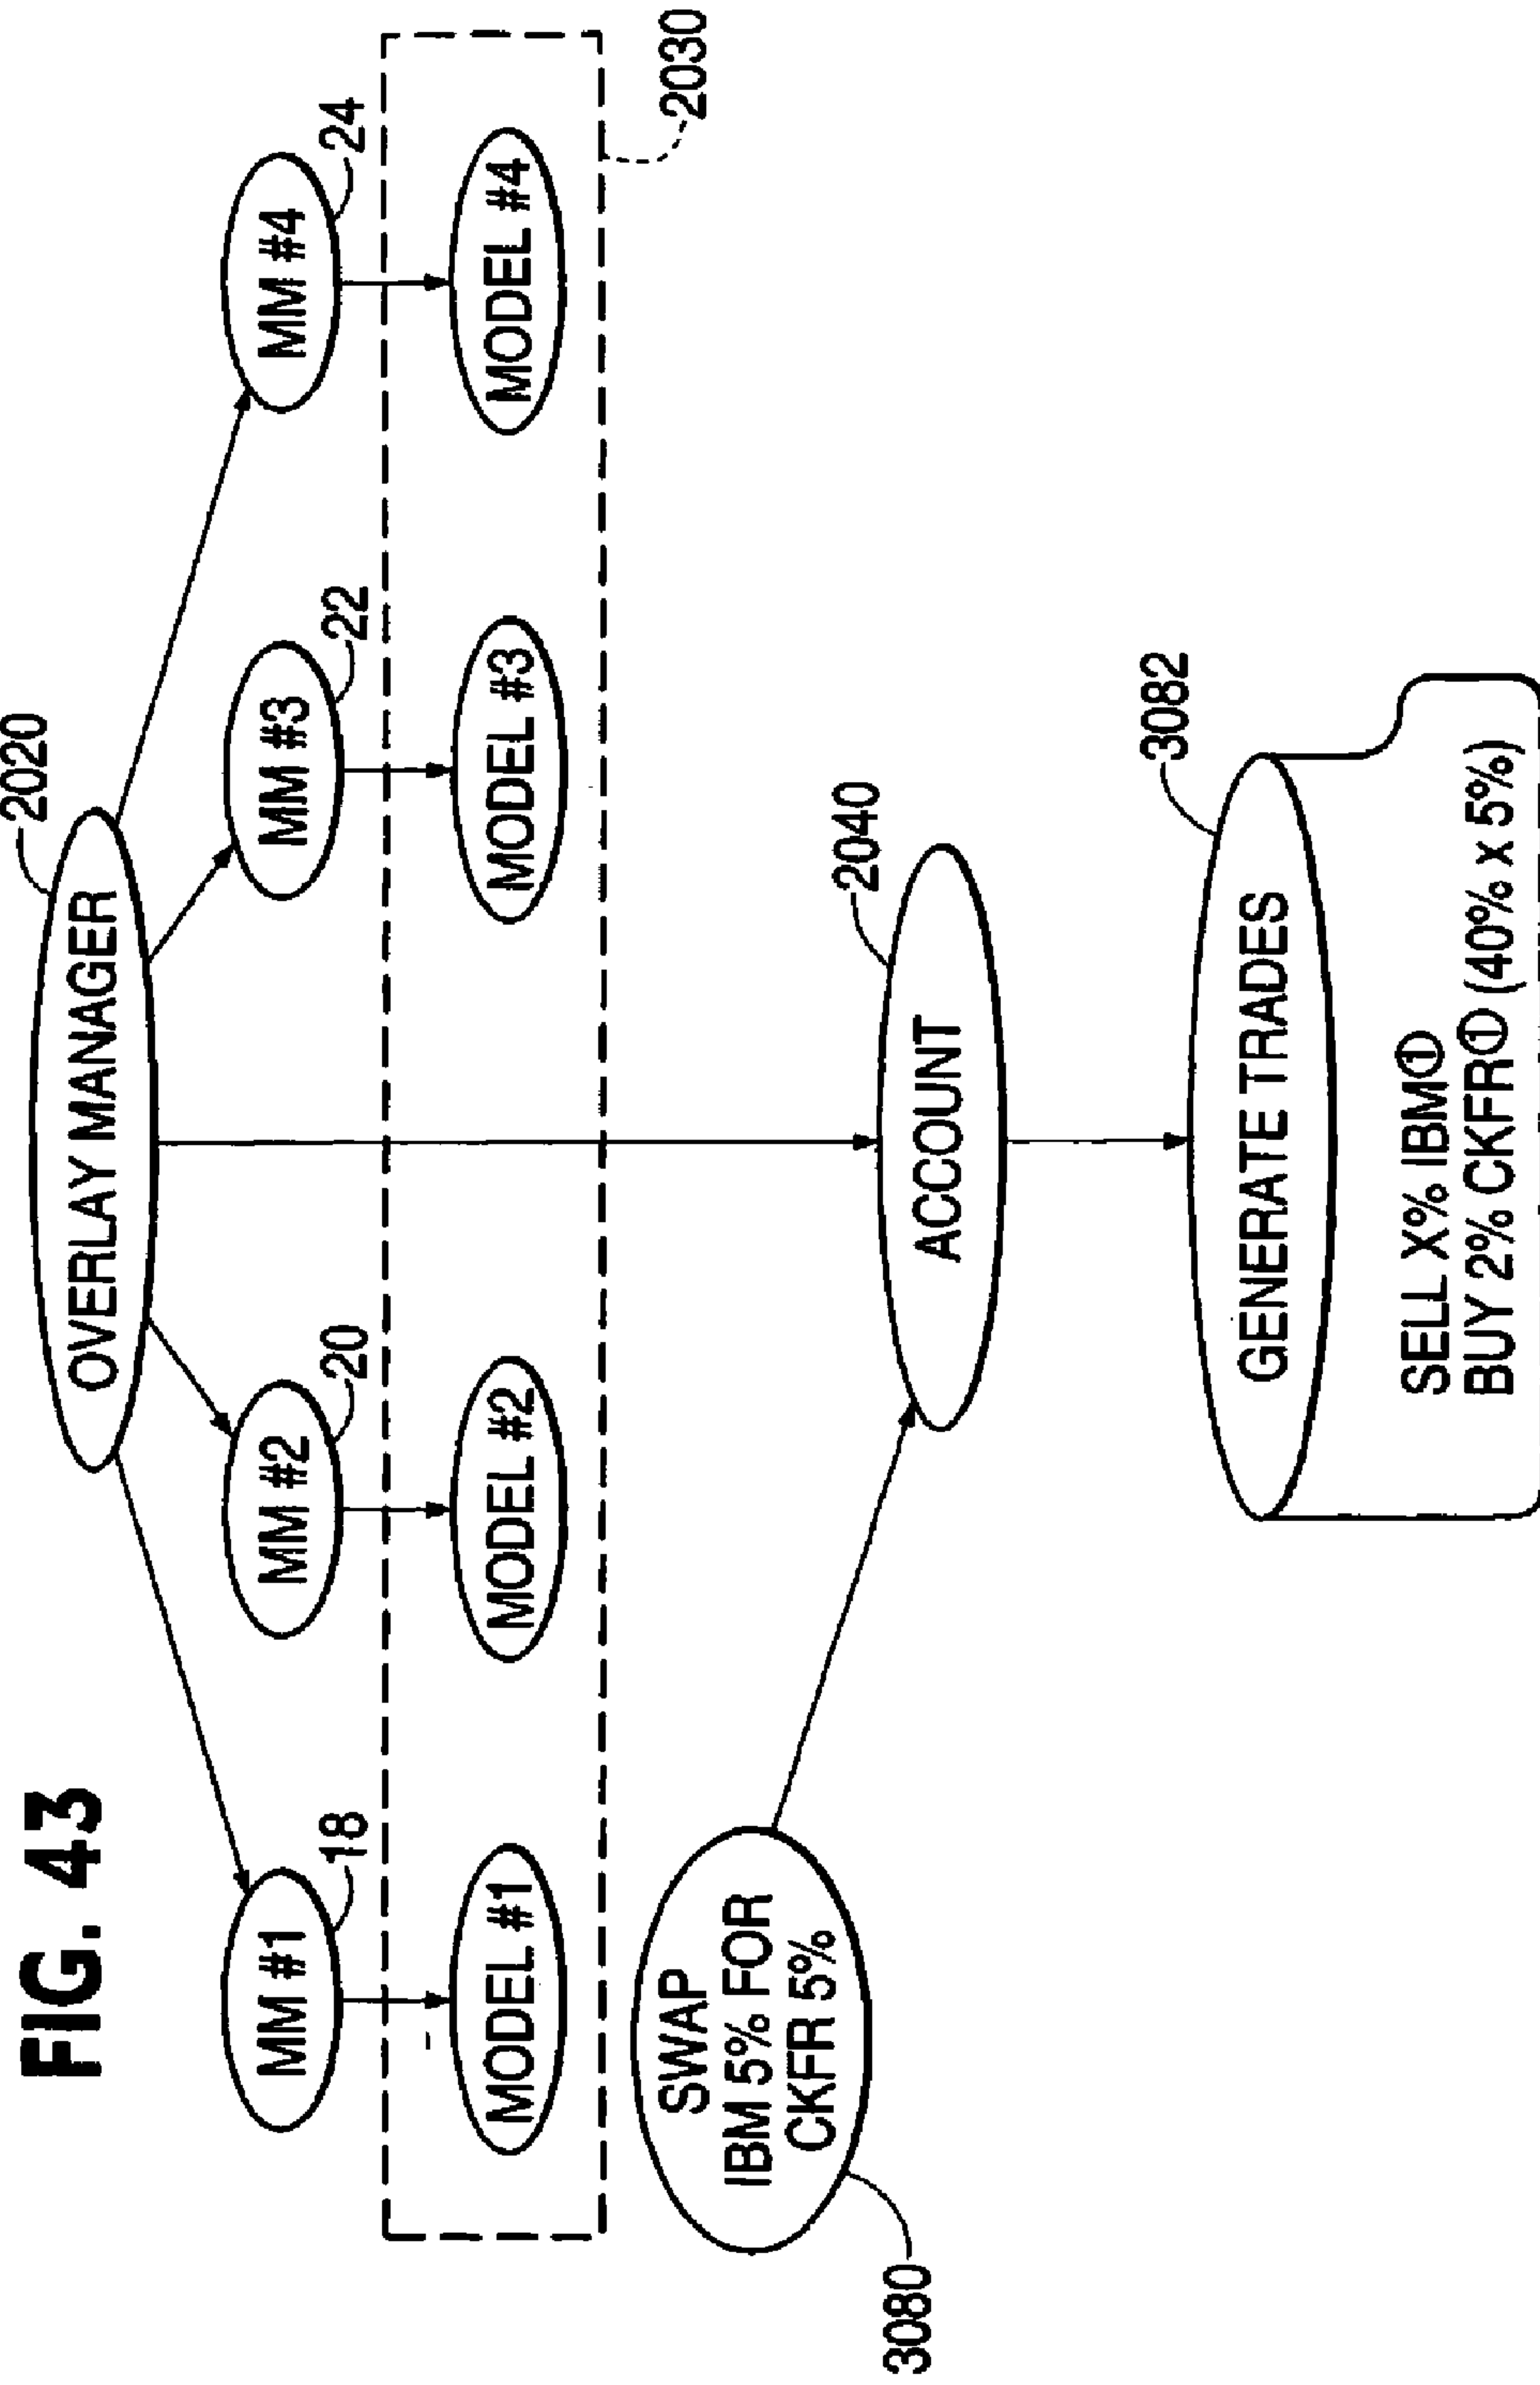 FIG. 43
2020
OVERLAY MANAGER
MM #1
18
MM #2
20
MM #3
22
MM #4
24
MODEL #1
MODEL #2
MODEL #3
MODEL #4
2030
SWAP
IBM 5% FOR
CKFR 5%
3080
2040
ACCOUNT
3082
GENERATE TRADES
SELL X% IBM①
BUY 2% CKFR① (40% x 5%)